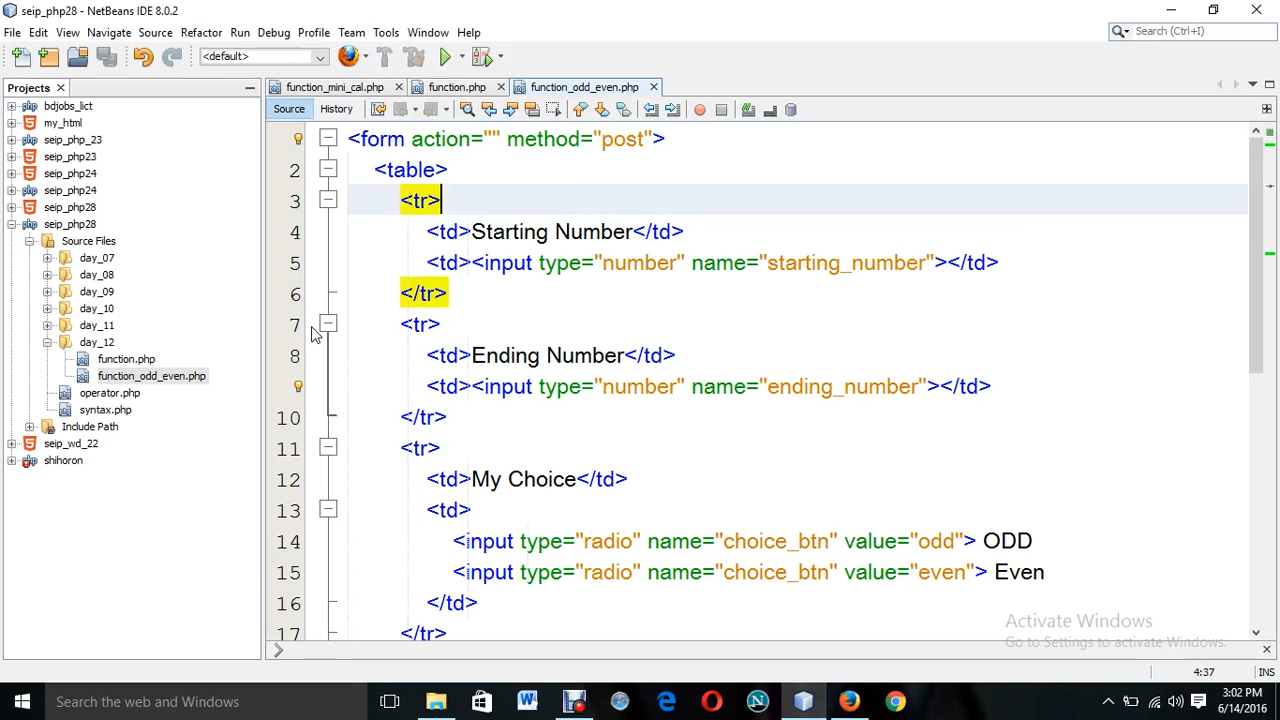 seip_php28 - NetBeans IDE 8.0.2
File Edit View Navigate Source Refactor Run Debug Profile Team Tools Window Help
Search (Ctrl+I)
<default>
Projects
function_mini_cal.php function.php function_odd_even.php
Source History
bdjobs_lict
my_html
seip_php_23
seip_php23
seip_php24
seip_php24
seip_php28
seip_php28
Source Files
day_07
day_08
day_09
day_10
day_11
day_12
function.php
function_odd_even.php
operator.php
syntax.php
Include Path
seip_wd_22
shihoron
<form action="" method="post">
2 <table>
3 <tr>
4 <td>Starting Number</td>
5 <td><input type="number" name="starting_number"></td>
6 </tr>
7 <tr>
8 <td>Ending Number</td>
<td><input type="number" name="ending_number"></td>
10 </tr>
11 <tr>
12 <td>My Choice</td>
13 <td>
14 <input type="radio" name="choice_btn" value="odd"> ODD
15 <input type="radio" name="choice_btn" value="even"> Even
16 </td>
17 </tr>
Activate Windows
Go to Settings to activate Windows.
4:37 INS
Search the web and Windows
3:02 PM
6/14/2016